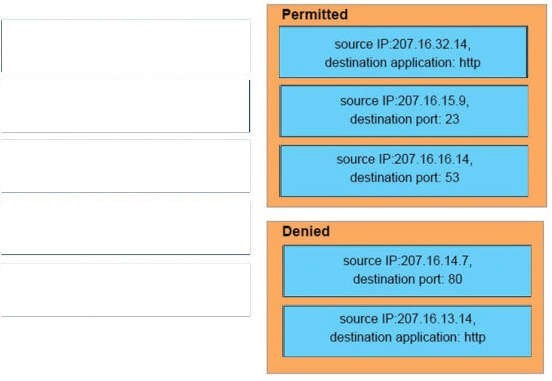 Permitted
source IP:207.16.32.14,
destination application: http
source IP:207.16.15.9,
destination port: 23
source IP:207.16.16.14,
destination port: 53
Denied
source IP:207.16.14.7,
destination port: 80
source IP:207.16.13.14,
destination application: http